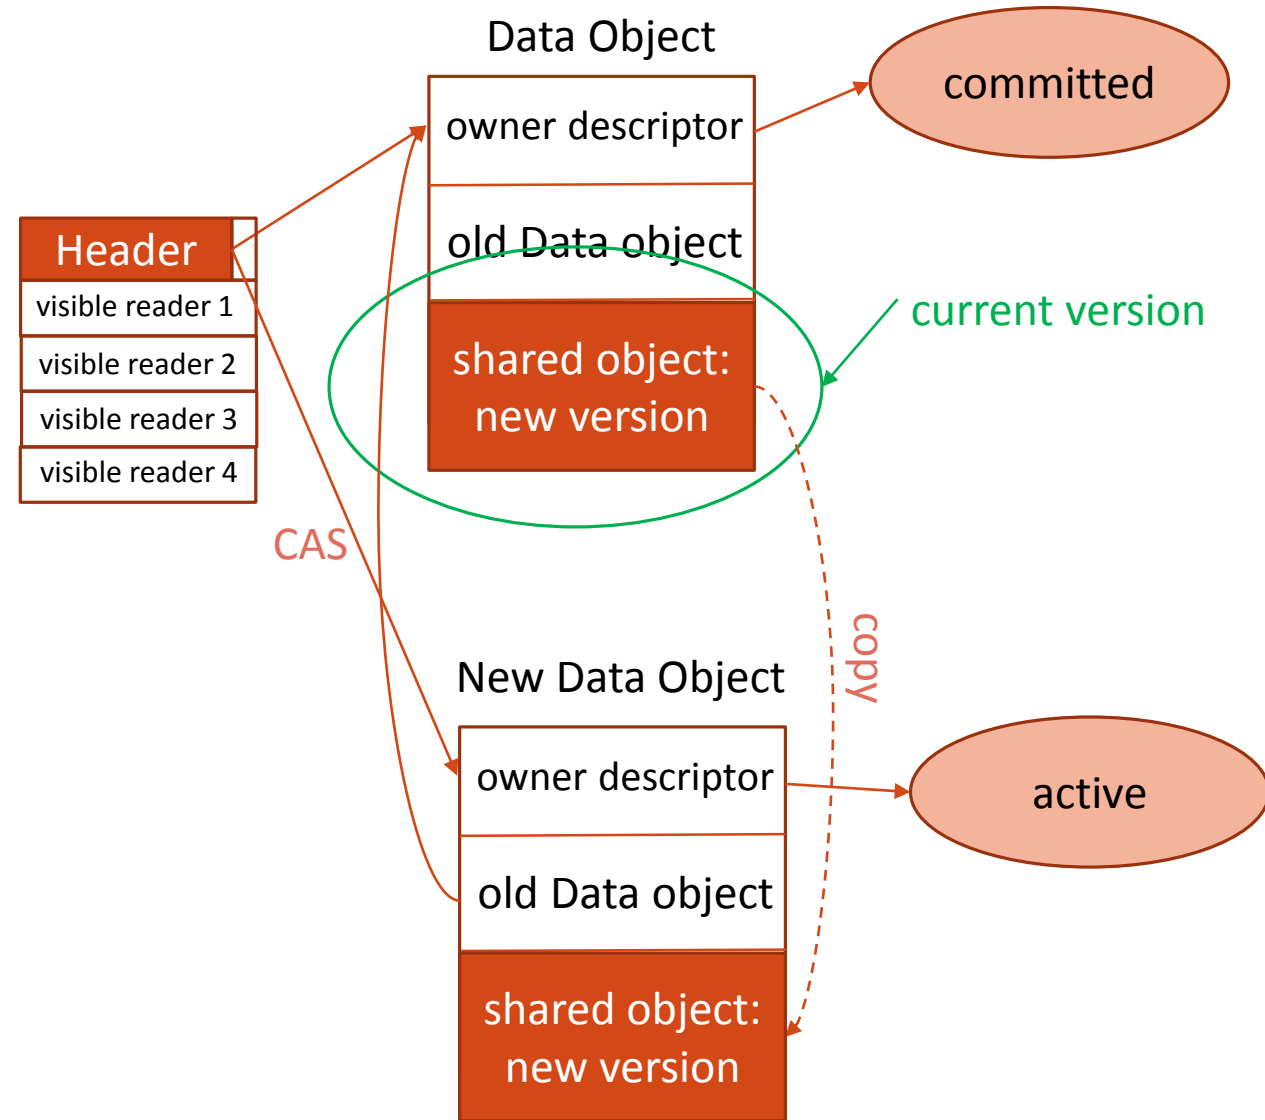 Data Object
committed
owner descriptor
old Data object
Header
visible reader 1
visible reader 2
visible reader 3
visible reader 4
shared object:
new version
current version
CAS
copy
New Data Object
owner descriptor
active
old Data object
shared object:
new version